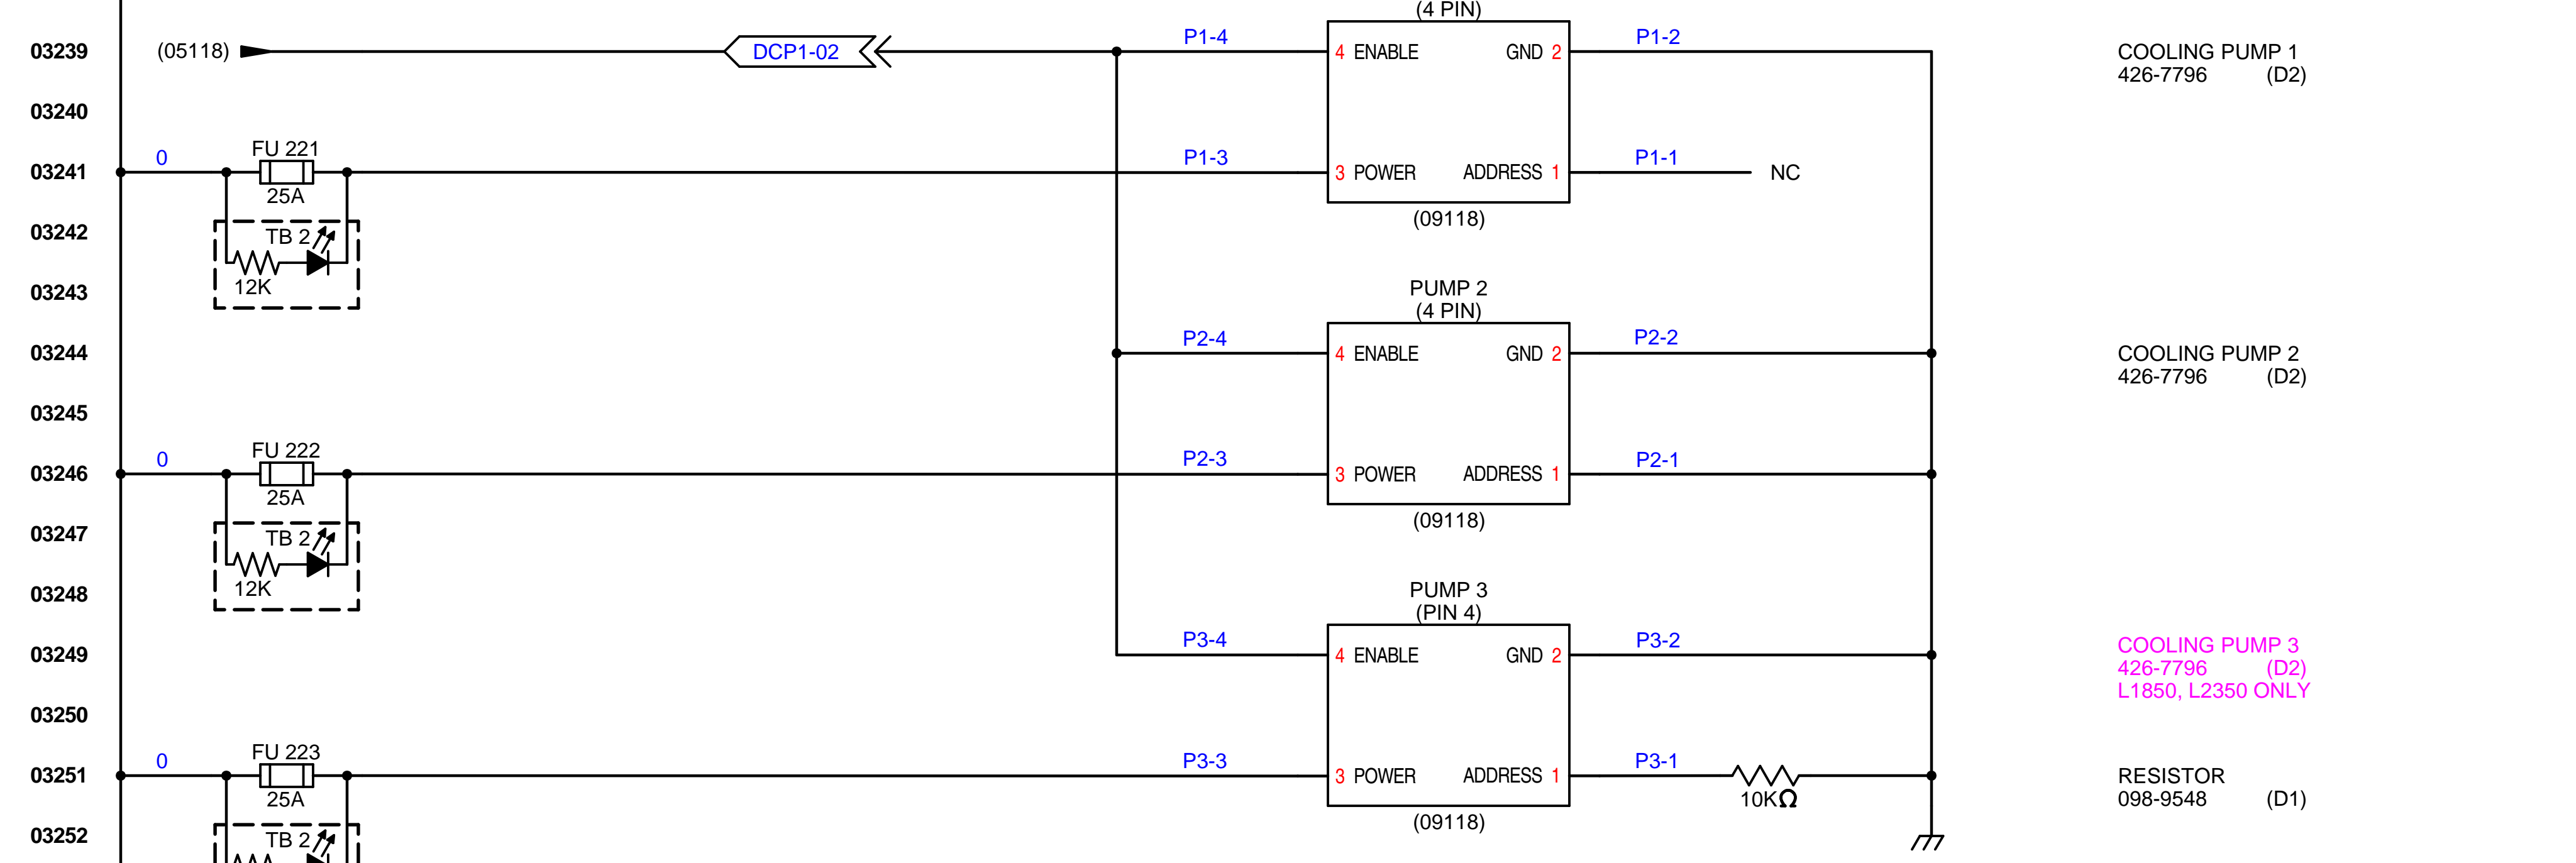 (4 PIN)
03239 (05118) DCP1-02 P1-4 4 ENABLE GND 2 P1-2 COOLING PUMP 1
426-7796 (D2)
03240
FU 221
03241 0 P1-3 3 POWER ADDRESS 1 P1-1 NC
25A
(09118)
03242 TB 2
12K
03243 PUMP 2
(4 PIN)
03244 P2-4 4 ENABLE GND 2 P2-2 COOLING PUMP 2
426-7796 (D2)
03245
FU 222
03246 0 P2-3 3 POWER ADDRESS 1 P2-1
25A
(09118)
03247 TB 2
12K
03248 PUMP 3
(PIN 4)
03249 P3-4 4 ENABLE GND 2 P3-2 COOLING PUMP 3
426-7796 (D2)
L1850, L2350 ONLY
03250
FU 223
03251 0 P3-3 3 POWER ADDRESS 1 P3-1 RESISTOR
25A 10KΩ 098-9548 (D1)
(09118)
03252 TB 2